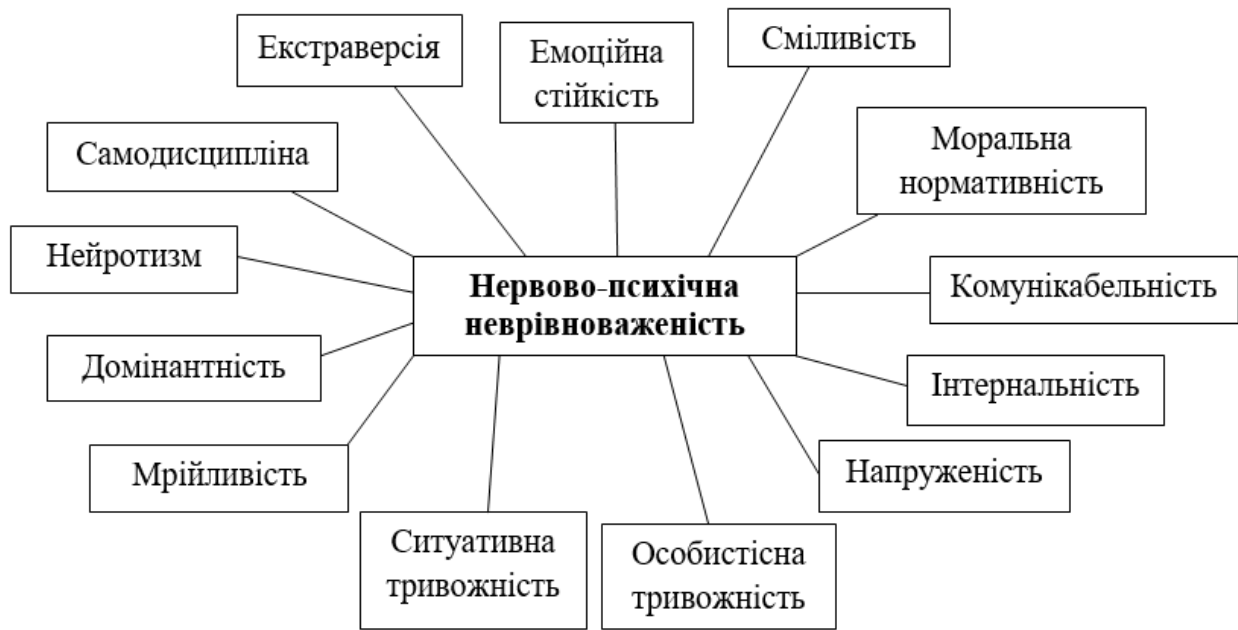 Екстраверсія
Емоційна
стійкість
Сміливість
Самодисципліна
Моральна
нормативність
Нейротизм
Нервово-психічна
неврівноваженість
Комунікабельність
Домінантність
Інтернальність
Мрійливість
Напруженість
Ситуативна
тривожність
Особистісна
тривожність